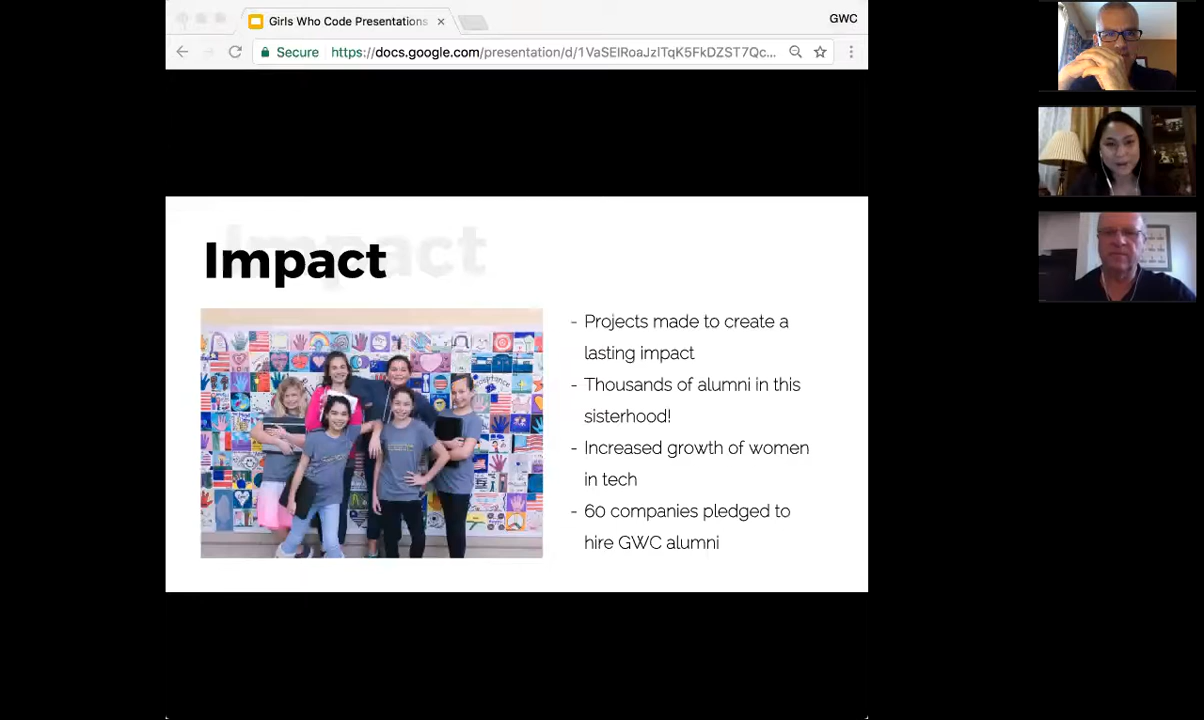 Girls Who Code Presentations
GWC
Secure
https://docs.google.com/presentation/d/1VaSElRoaJzlTqK5FkDZST7Qc...
Impact
- Projects made to create a
lasting impact
- Thousands of alumni in this
sisterhood!
- Increased growth of women
in tech
- 60 companies pledged to
hire GWC alumni